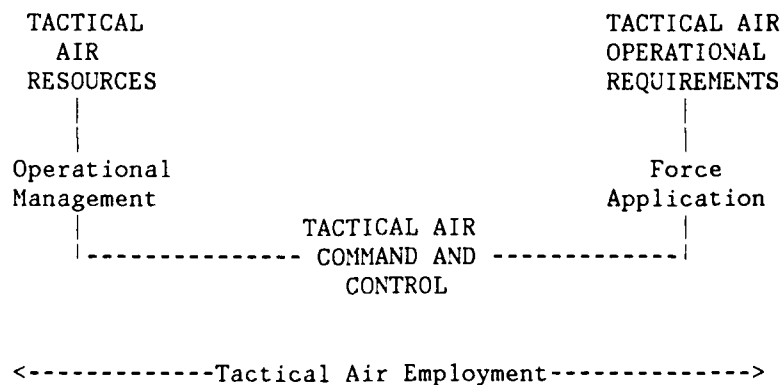 TACTICAL TACTICAL AIR
AIR OPERATIONAL
RESOURCES REQUIREMENTS
Operational Force
Management Application
TACTICAL AIR
COMMAND AND
CONTROL
<-------------Tactical Air Employment-------------->